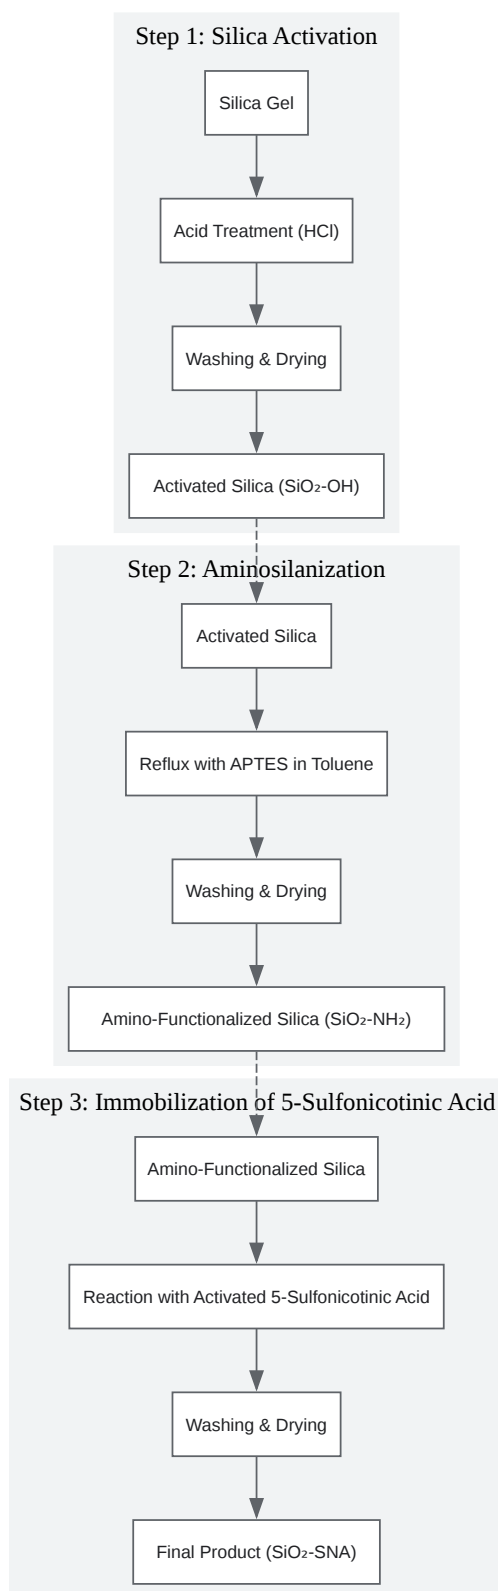 Step 1: Silica Activation
Silica Gel
Acid Treatment (HCl)
Washing & Drying
Activated Silica (SiO₂-OH)
Step 2: Aminosilanization
Activated Silica
Reflux with APTES in Toluene
Washing & Drying
Amino-Functionalized Silica (SiO₂-NH₂)
Step 3: Immobilization of 5-Sulfonicotinic Acid
Amino-Functionalized Silica
Reaction with Activated 5-Sulfonicotinic Acid
Washing & Drying
Final Product (SiO₂-SNA)